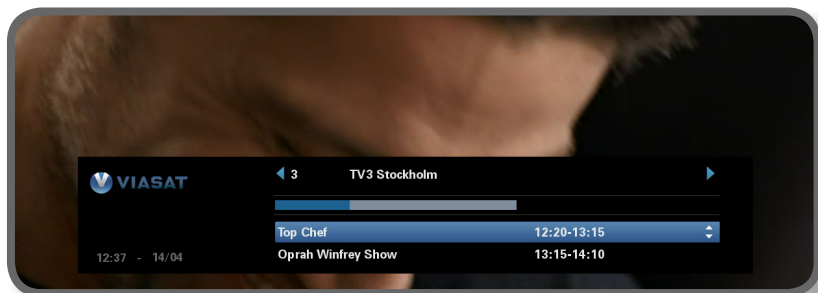 VIASAT
3 TV3 Stockholm
Top Chef 12:20-13:15
Oprah Winfrey Show 13:15-14:10
12:37 - 14/04